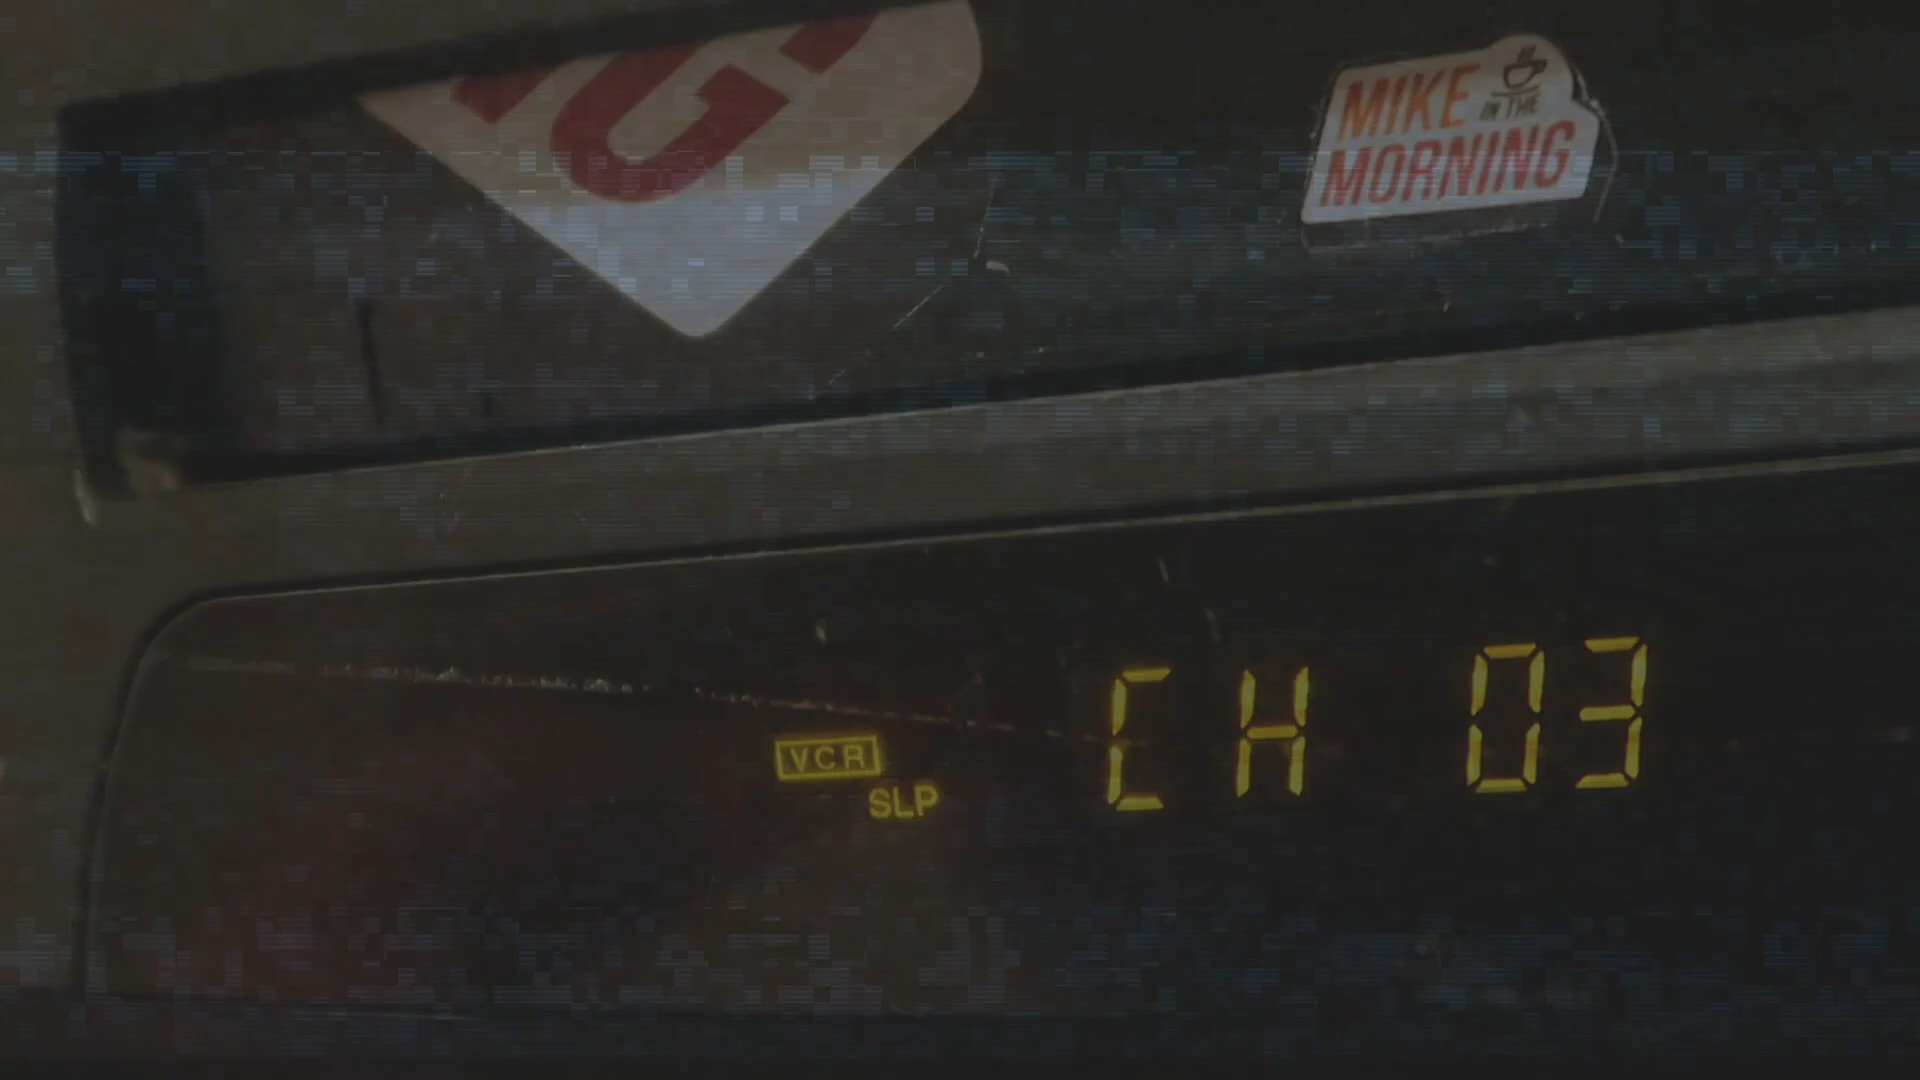 G
MIKE
IN THE
MORNING
VCR
SLP
CH 03